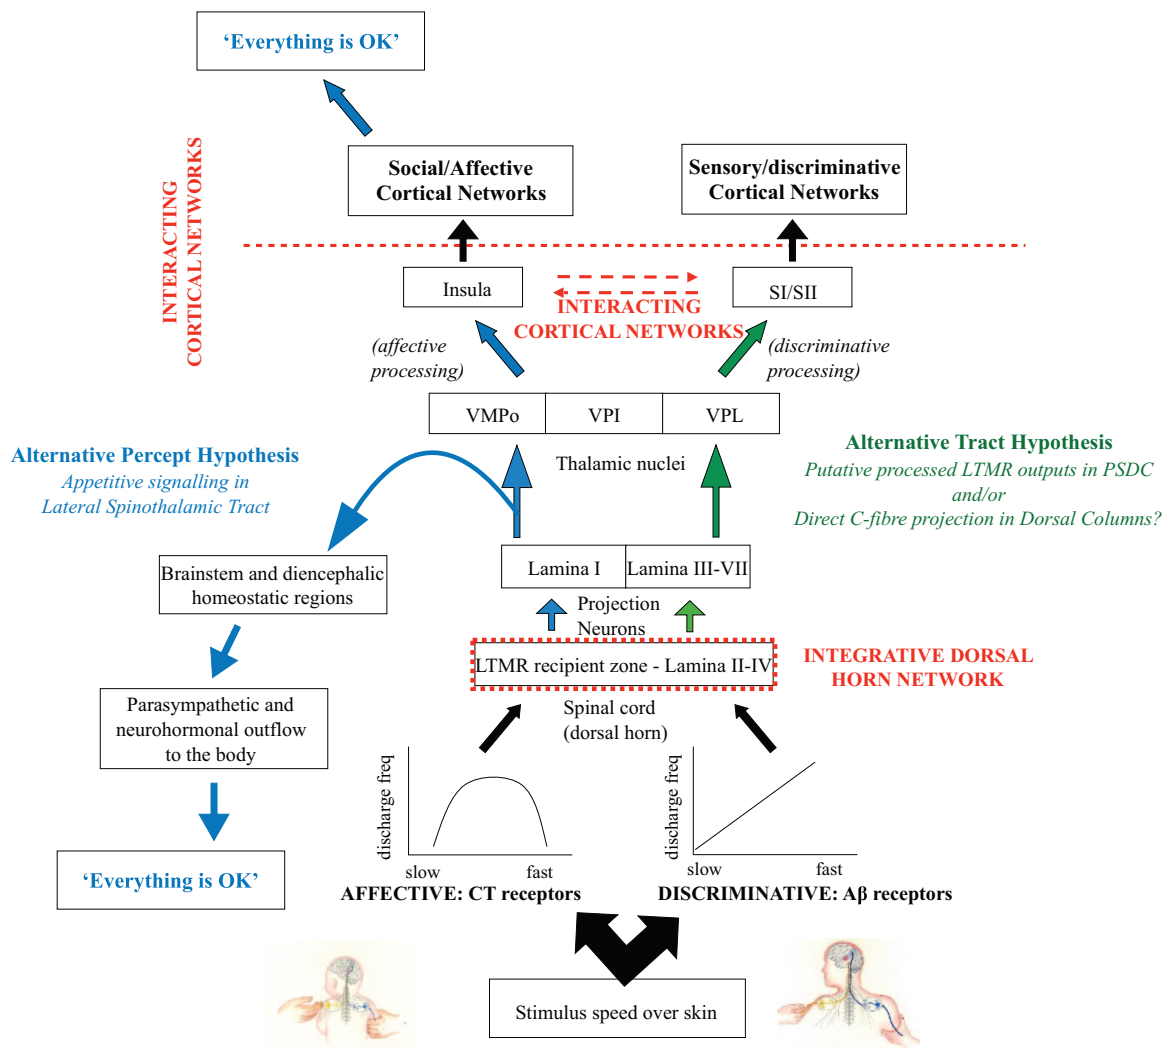 ‘Everything is OK’
INTERACTING
CORTICAL NETWORKS
Social/Affective
Cortical Networks
Sensory/discriminative
Cortical Networks
Insula
SI/SII
INTERACTING
CORTICAL NETWORKS
(affective
processing)
(discriminative
processing)
VMPo
VPI
VPL
Thalamic nuclei
Alternative Percept Hypothesis
Appetitive signalling in
Lateral Spinothalamic Tract
Alternative Tract Hypothesis
Putative processed LTMR outputs in PSDC
and/or
Direct C-fibre projection in Dorsal Columns?
Brainstem and diencephalic
homeostatic regions
Lamina I
Lamina III-VII
Projection
Neurons
LTMR recipient zone - Lamina II-IV
INTEGRATIVE DORSAL
HORN NETWORK
Parasympathetic and
neurohormonal outflow
to the body
Spinal cord
(dorsal horn)
discharge freq
slow
fast
AFFECTIVE: CT receptors
discharge freq
slow
fast
DISCRIMINATIVE: Aβ receptors
‘Everything is OK’
Stimulus speed over skin